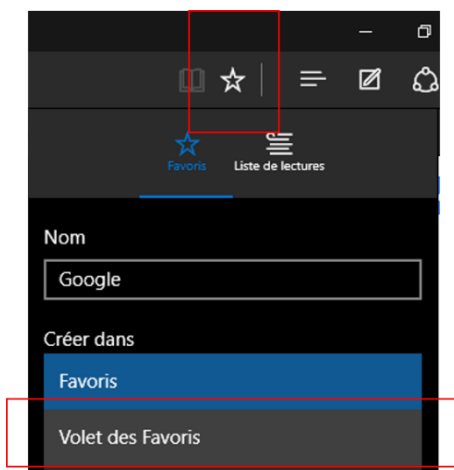 Favoris
Liste de lectures
Nom
Google
Créer dans
Favoris
Volet des Favoris